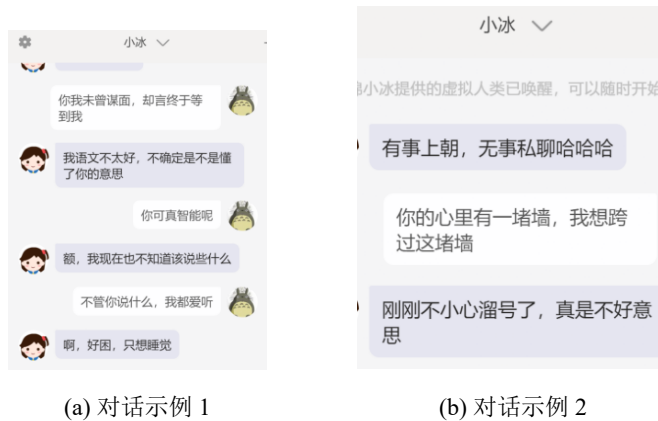 小冰
你我未曾谋面，却言终于等
到我
我语文不太好，不确定是不是懂
了你的意思
你可真智能呢
额，我现在也不知道该说些什么
不管你说什么，我都爱听
啊，好困，只想睡觉
(a) 对话示例 1
小冰
小冰提供的虚拟人类已唤醒，可以随时开始
有事上朝，无事私聊哈哈哈
你的心里有一堵墙，我想跨
过这堵墙
刚刚不小心溜号了，真是不好意
思
(b) 对话示例 2